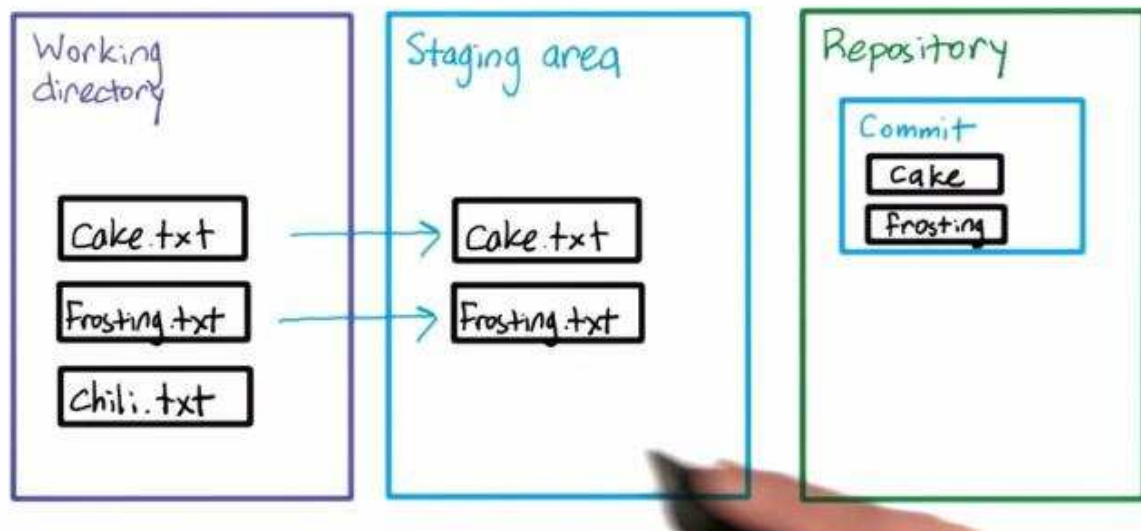 Working
directory
Cake.txt
Frosting.txt
Chili.txt
Staging area
Cake.txt
Frosting.txt
Repository
Commit
Cake
frosting